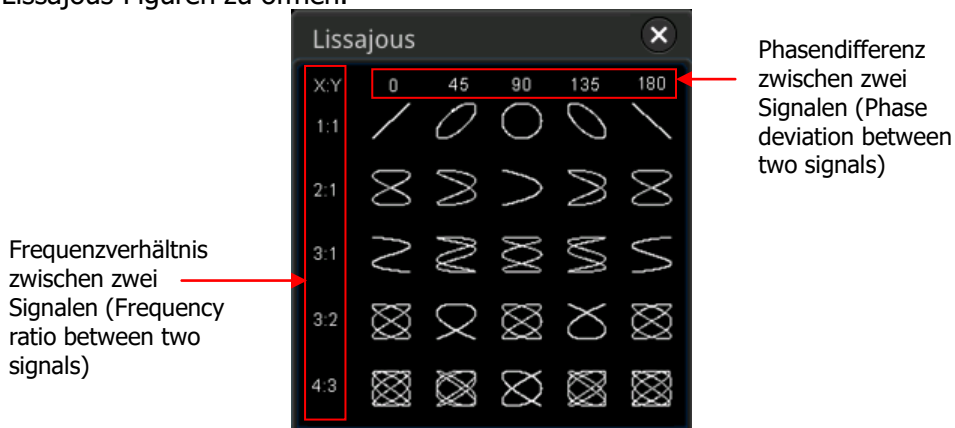 Lissajous-Figuren zu öffnen.
Lissajous
X:Y 0 45 90 135 180
1:1
2:1
3:1
3:2
4:3
Phasendifferenz
zwischen zwei
Signalen (Phase
deviation between
two signals)
Frequenzverhältnis
zwischen zwei
Signalen (Frequency
ratio between two
signals)